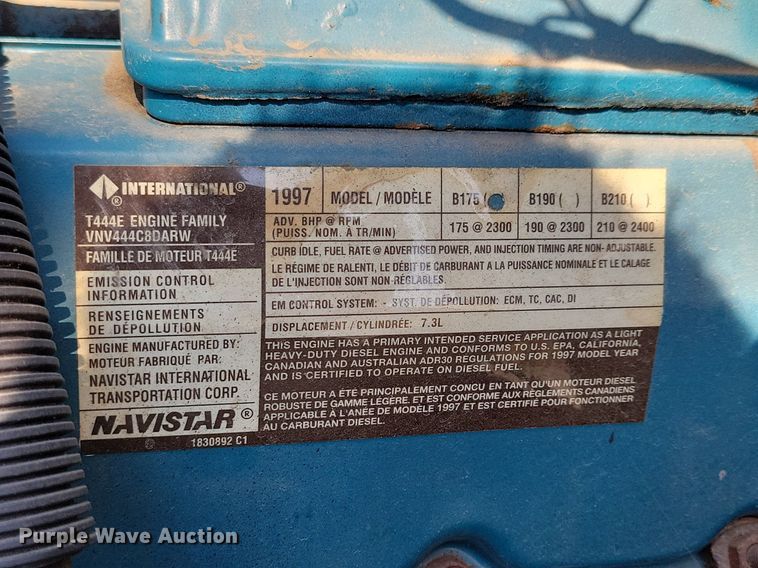 INTERNATIONAL®
T444E ENGINE FAMILY
VNV444C8DARW
FAMILLE DE MOTEUR T444E
EMISSION CONTROL
INFORMATION
RENSEIGNEMENTS
DE DÉPOLLUTION
ENGINE MANUFACTURED BY:
MOTEUR FABRIQUÉ PAR:
NAVISTAR INTERNATIONAL
TRANSPORTATION CORP.
NAVISTAR®
1830892 C1
1997 MODEL / MODÈLE B175 ( ) B190 ( ) B210 ( )
ADV. BHP @ RPM
(PUISS. NOM. A TR/MIN) 175 @ 2300 190 @ 2300 210 @ 2400
CURB IDLE, FUEL RATE @ ADVERTISED POWER, AND INJECTION TIMING ARE NON-ADJUSTABLE.
LE RÉGIME DE RALENTI, LE DÉBIT DE CARBURANT A LA PUISSANCE NOMINALE ET LE CALAGE
DE L'INJECTION SONT NON-RÉGLABLES.
EM CONTROL SYSTEM: - SYST. DE DÉPOLLUTION: ECM, TC, CAC, DI
DISPLACEMENT / CYLINDRÉE: 7.3L
THIS ENGINE HAS A PRIMARY INTENDED SERVICE APPLICATION AS A LIGHT
HEAVY-DUTY DIESEL ENGINE AND CONFORMS TO U.S. EPA, CALIFORNIA,
CANADIAN AND AUSTRALIAN ADR30 REGULATIONS FOR 1997 MODEL YEAR
AND IS CERTIFIED TO OPERATE ON DIESEL FUEL.
CE MOTEUR A ÉTÉ PRINCIPALEMENT CONCU EN TANT QU'UN MOTEUR DIESEL
ROBUSTE DE GAMME LÉGÈRE. ET EST CONFORME AUX RÈGLEMENTS CANADIENS
APPLICABLE A L'ANÉE DE MODÈLE 1997 ET EST CERTIFIÉ POUR FONCTIONNER
AU CARBURANT DIESEL.
Purple Wave Auction